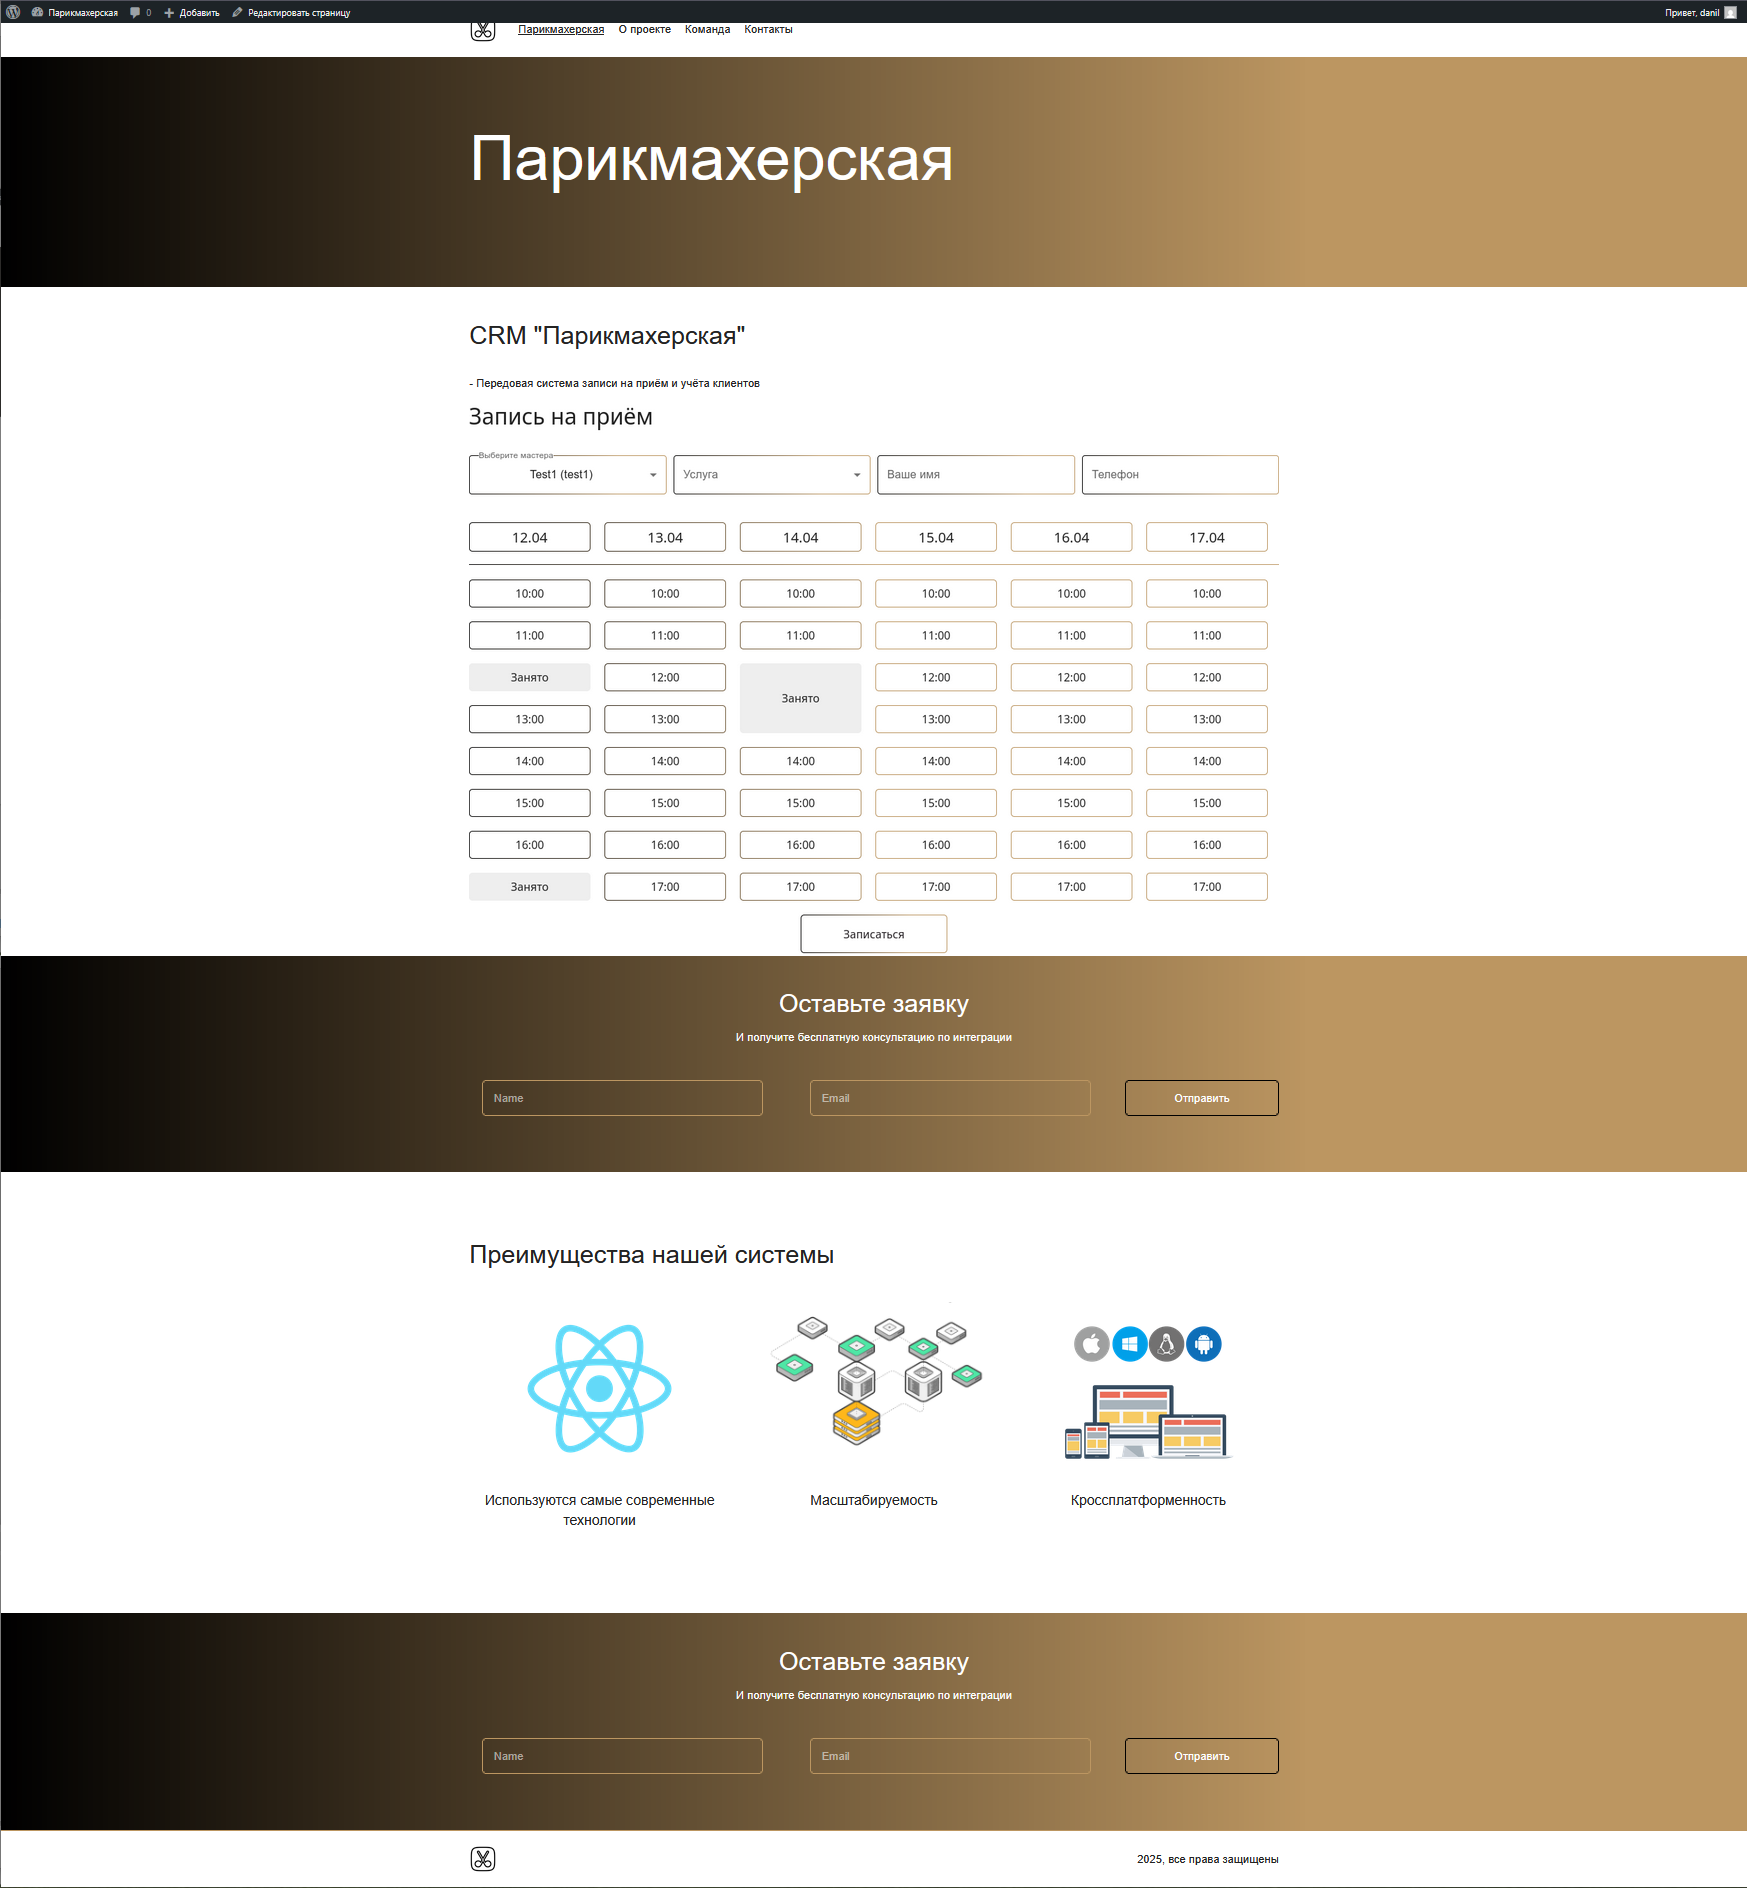 Парикмахерская 0 Добавить Редактировать страницу Привет, danil
Парикмахерская О проекте Команда Контакты
Парикмахерская
CRM "Парикмахерская"
- Передовая система записи на приём и учёта клиентов
Запись на приём
Выберите мастера
Test1 (test1) Услуга Ваше имя Телефон
12.04 13.04 14.04 15.04 16.04 17.04
10:00 10:00 10:00 10:00 10:00 10:00
11:00 11:00 11:00 11:00 11:00 11:00
Занято 12:00 Занято 12:00 12:00 12:00
13:00 13:00 13:00 13:00 13:00
14:00 14:00 14:00 14:00 14:00 14:00
15:00 15:00 15:00 15:00 15:00 15:00
16:00 16:00 16:00 16:00 16:00 16:00
Занято 17:00 17:00 17:00 17:00 17:00
Записаться
Оставьте заявку
И получите бесплатную консультацию по интеграции
Name Email Отправить
Преимущества нашей системы
Используются самые современные
технологии
Масштабируемость
Кроссплатформенность
Оставьте заявку
И получите бесплатную консультацию по интеграции
Name Email Отправить
2025, все права защищены